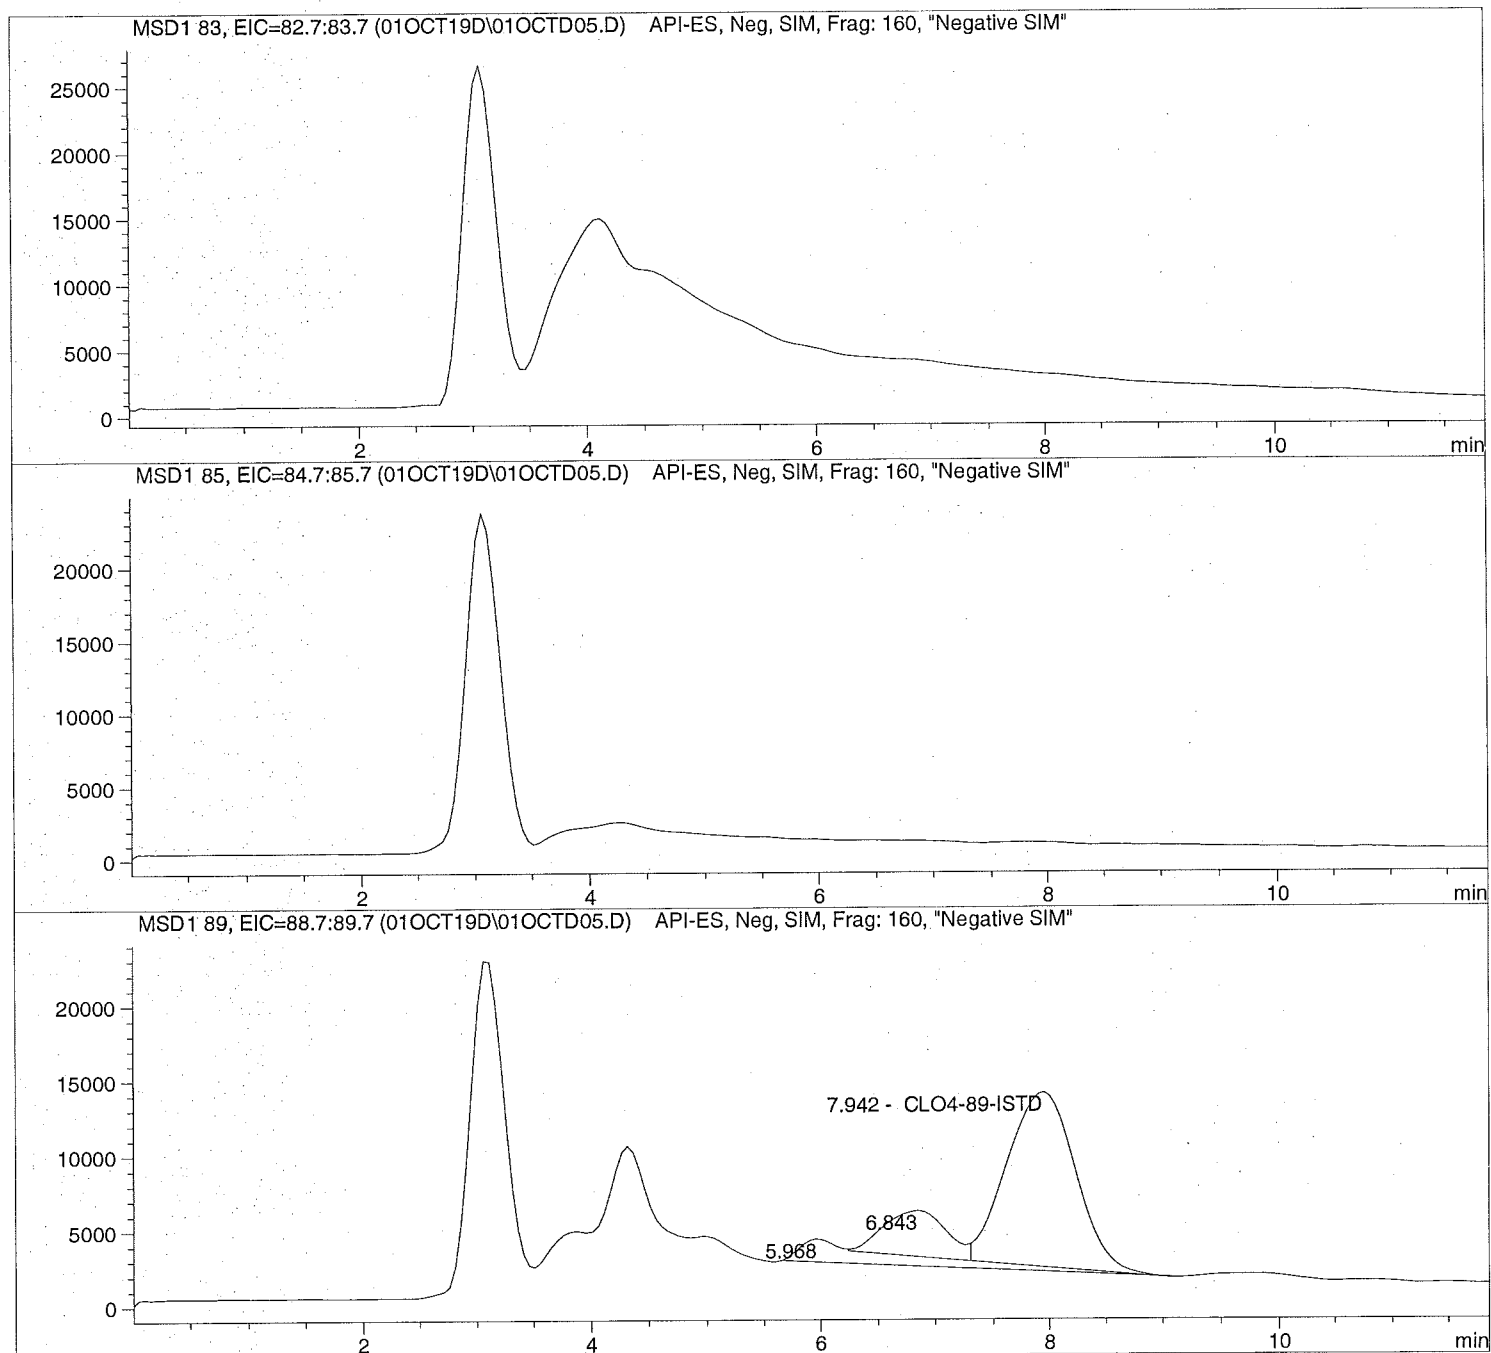 MSD1 83, EIC=82.7:83.7 (01OCT19D\01OCTD05.D) API-ES, Neg, SIM, Frag: 160, "Negative SIM"
25000
20000
15000
10000
5000
0
2 4 6 8 10 min
MSD1 85, EIC=84.7:85.7 (01OCT19D\01OCTD05.D) API-ES, Neg, SIM, Frag: 160, "Negative SIM"
20000
15000
10000
5000
0
2 4 6 8 10 min
MSD1 89, EIC=88.7:89.7 (01OCT19D\01OCTD05.D) API-ES, Neg, SIM, Frag: 160, "Negative SIM"
20000
15000
7.942 - CLO4-89-ISTD
10000
6.843
5000
5.968
0
2 4 6 8 10 min